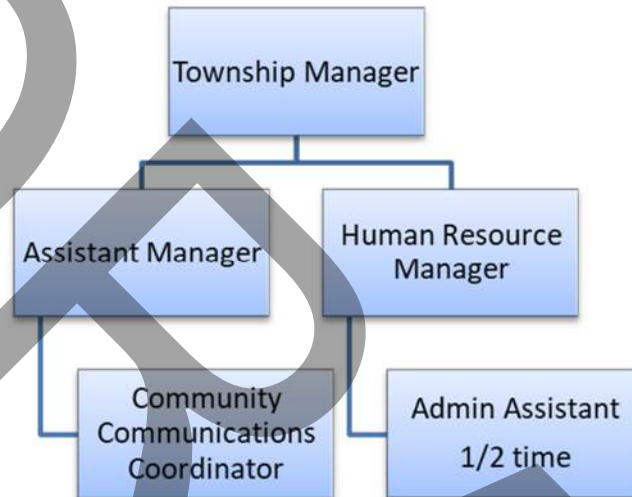 Township Manager
Assistant Manager
Human Resource
Manager
Community
Communications
Coordinator
Admin Assistant
1/2 time